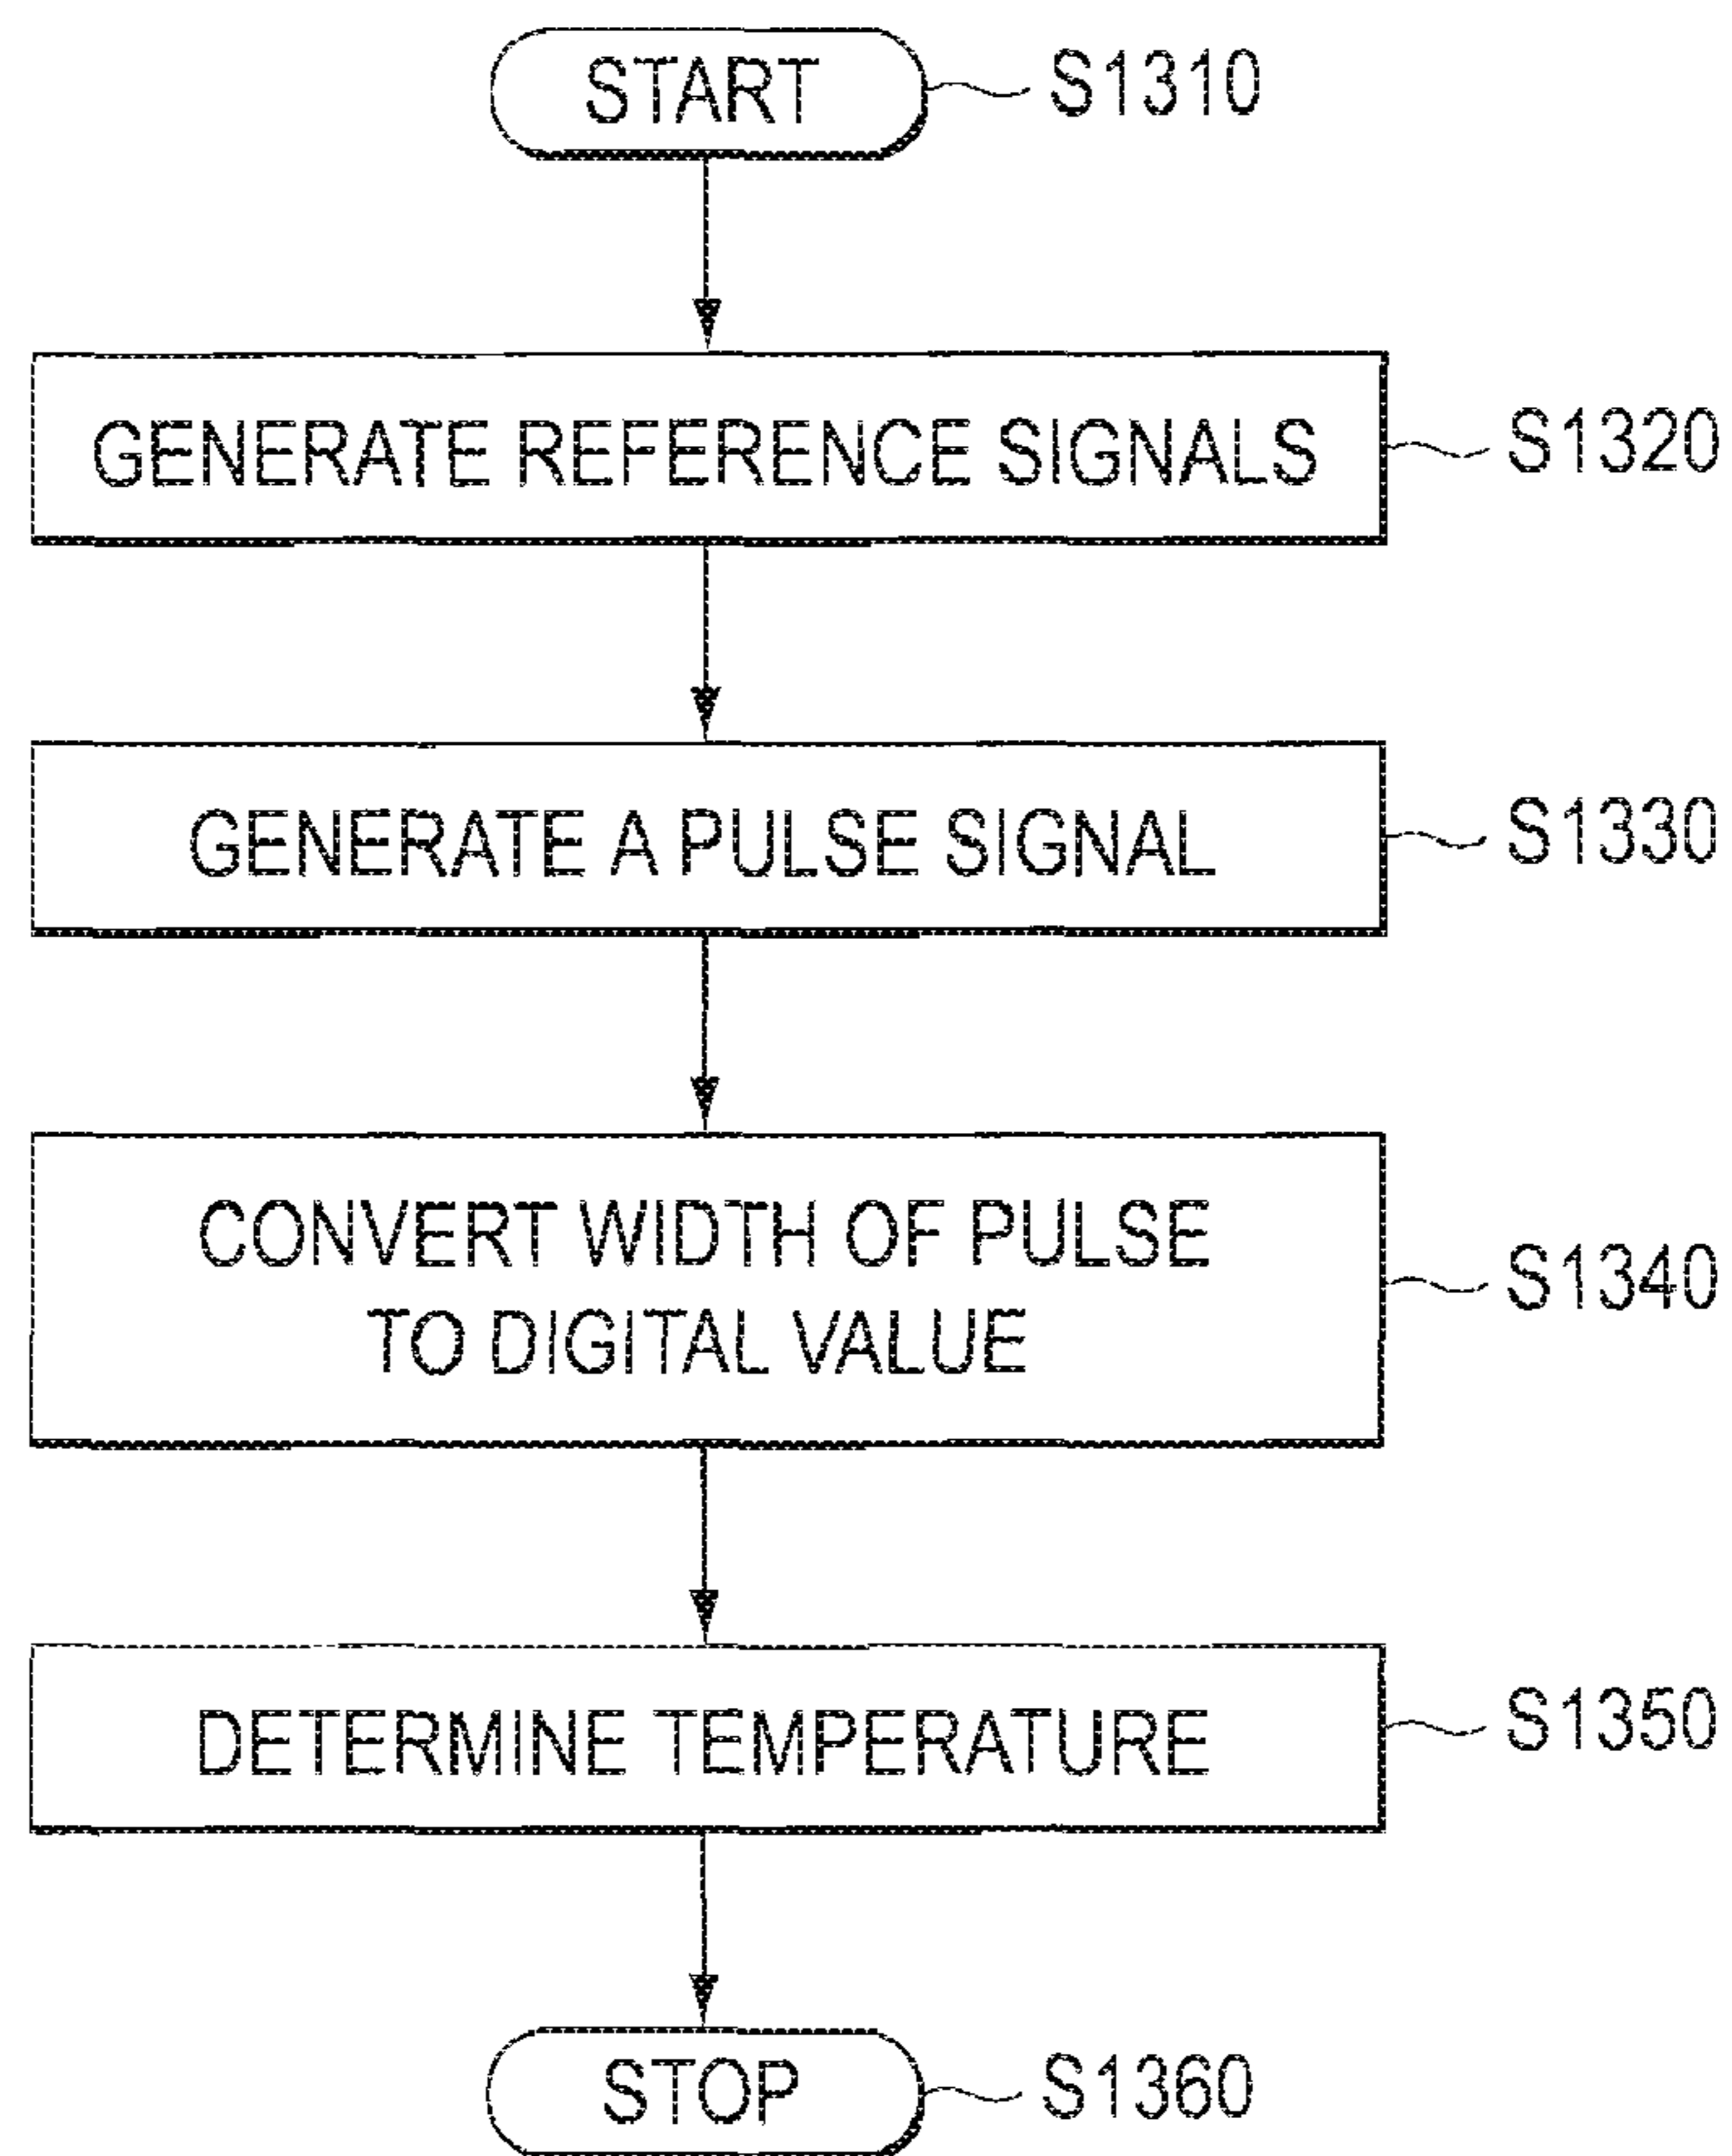 START
S1310
GENERATE REFERENCE SIGNALS
S1320
GENERATE A PULSE SIGNAL
S1330
CONVERT WIDTH OF PULSE
TO DIGITAL VALUE
S1340
DETERMINE TEMPERATURE
S1350
STOP
S1360